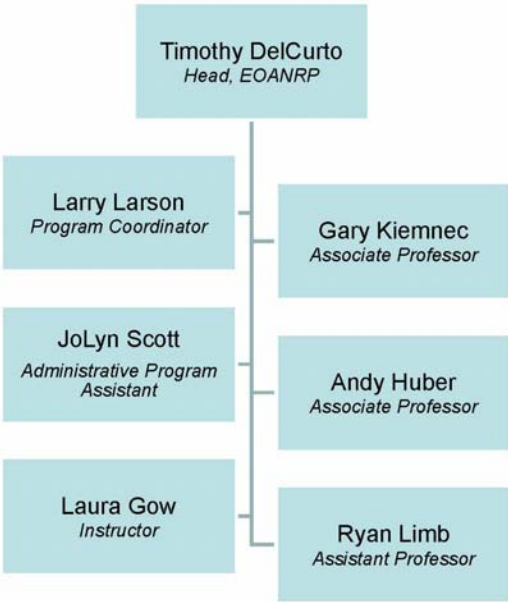 Timothy DelCurto
Head, EOANRP
Larry Larson
Program Coordinator
Gary Kiemnec
Associate Professor
JoLyn Scott
Administrative Program
Assistant
Andy Huber
Associate Professor
Laura Gow
Instructor
Ryan Limb
Assistant Professor